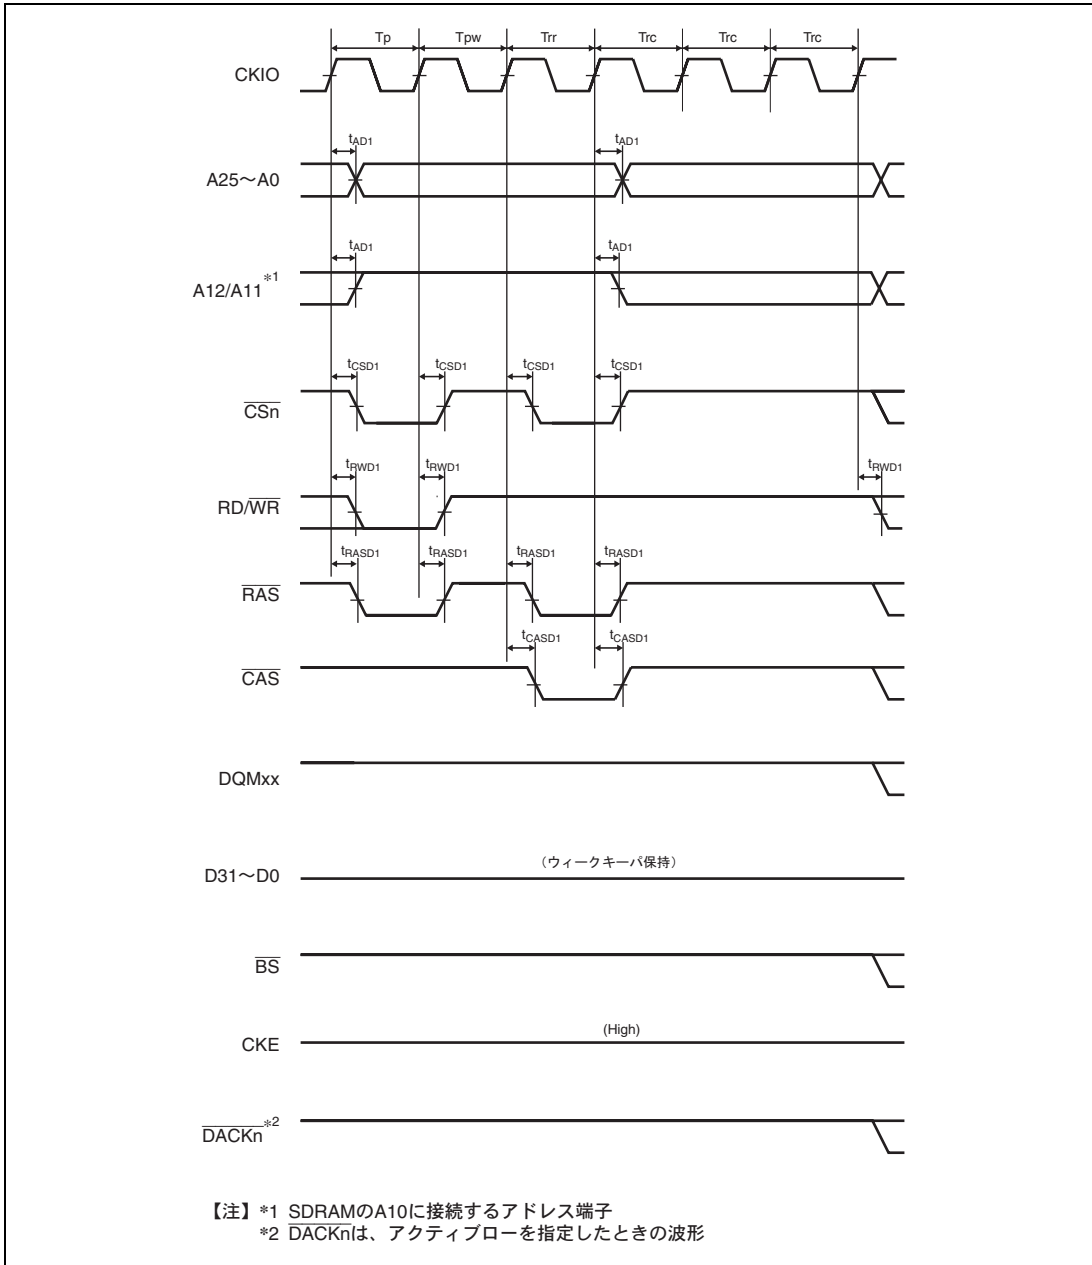 Tp Tpw Trr Trc Trc Trc
CKIO
tAD1 tAD1
A25〜A0
tAD1 tAD1
A12/A11*1
tCSD1 tCSD1 tCSD1 tCSD1
CSn
tRWD1 tRWD1 tRWD1
RD/WR
tRASD1 tRASD1 tRASD1 tRASD1
RAS
tCASD1 tCASD1
CAS
DQMxx
(ウィークキーパ保持)
D31〜D0
BS
(High)
CKE
DACKn*2
【注】*1 SDRAMのA10に接続するアドレス端子
*2 DACKnは、アクティブローを指定したときの波形